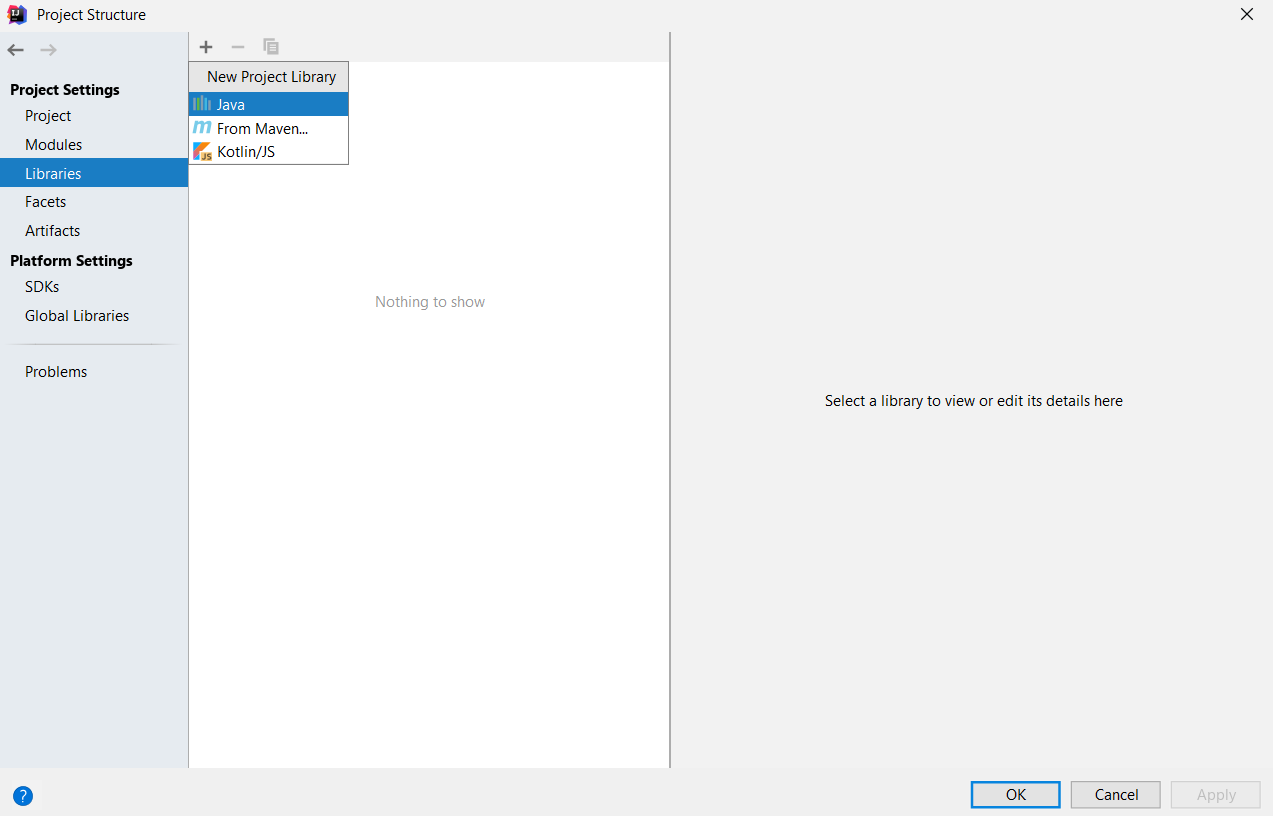 Project Structure
Project Settings
Project
Modules
Libraries
Facets
Artifacts
Platform Settings
SDKs
Global Libraries
Problems
New Project Library
Java
From Maven...
Kotlin/JS
Nothing to show
Select a library to view or edit its details here
?
OK
Cancel
Apply